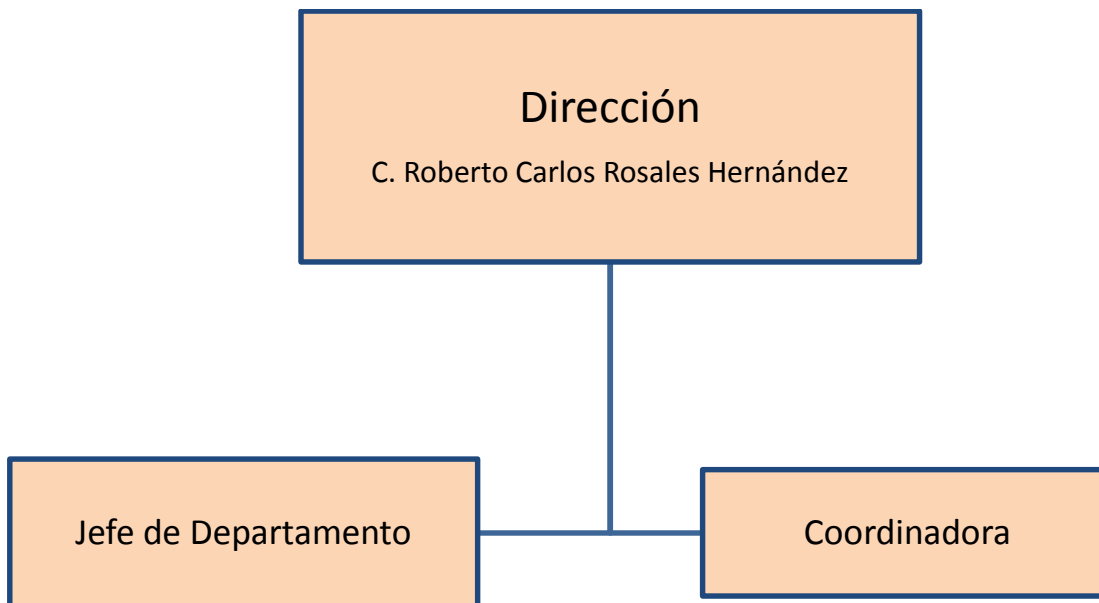 Dirección
C. Roberto Carlos Rosales Hernández
Jefe de Departamento
Coordinadora